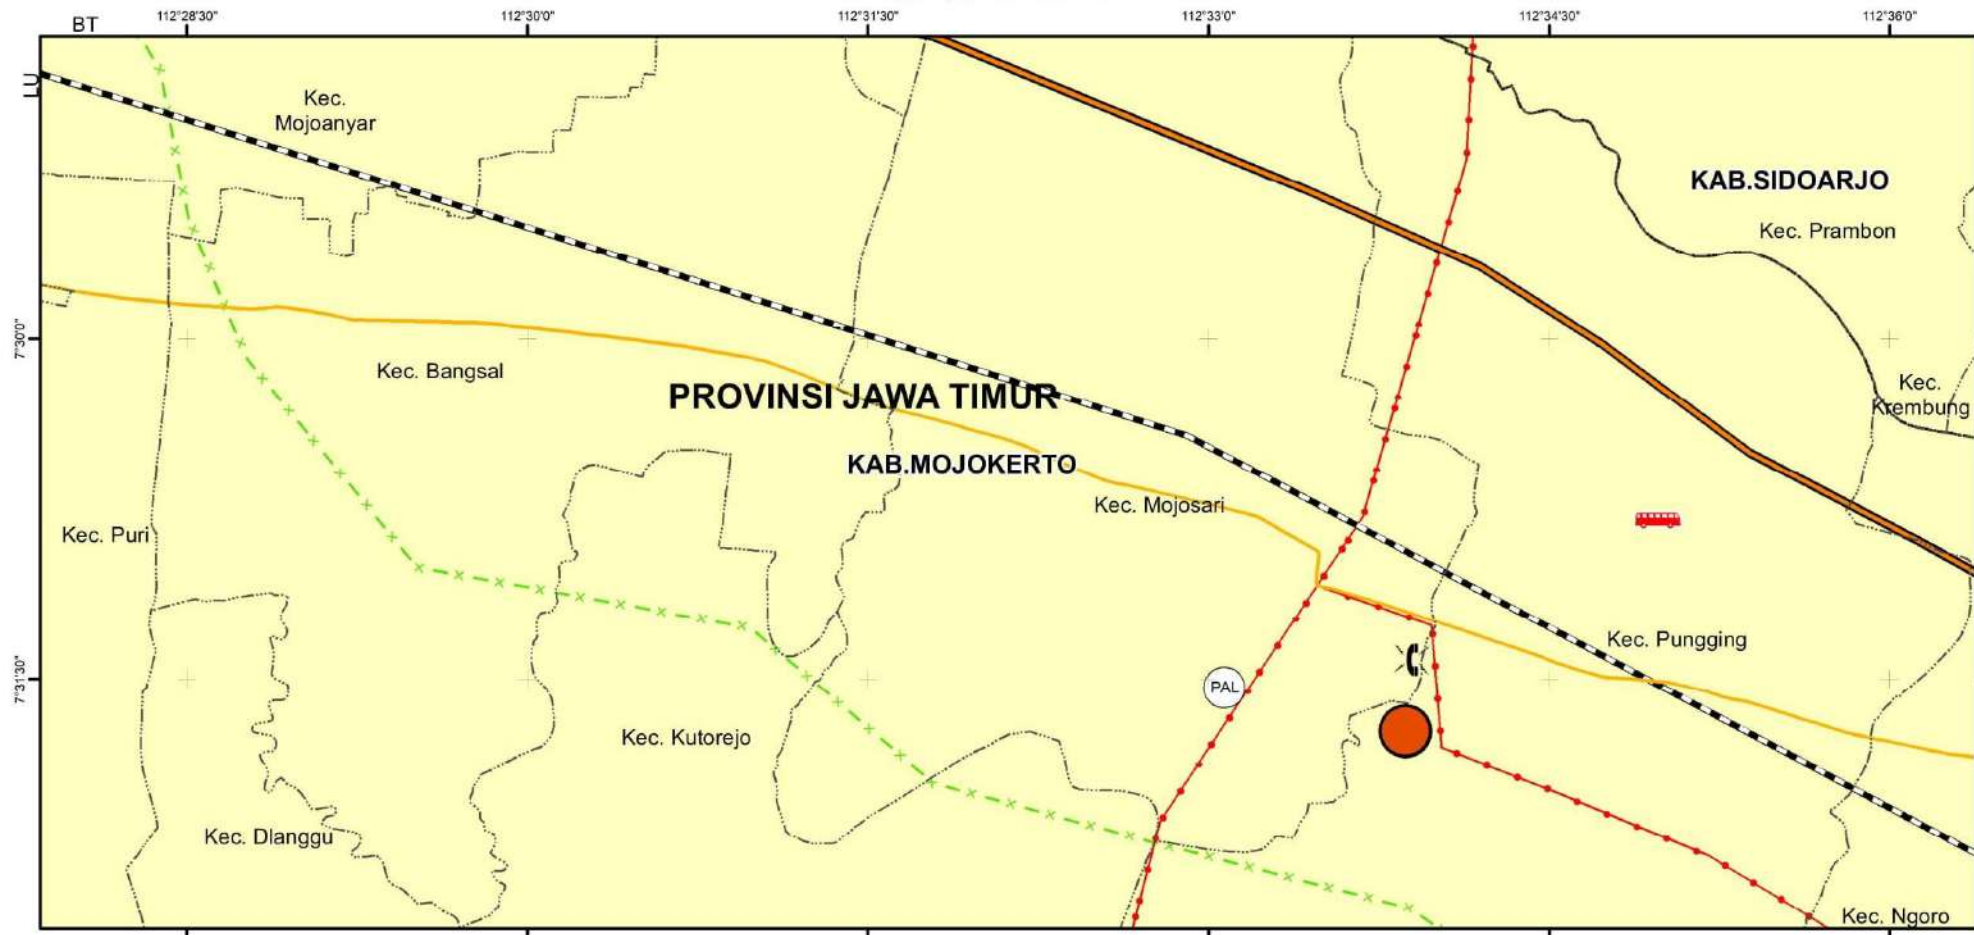 112°28'30" 112°30'0" 112°31'30" 112°33'0" 112°34'30" 112°36'0"
BT
LU
Kec.
Mojoanyar
KAB.SIDOARJO
Kec. Prambon
7°30'0"
Kec. Bangsal
PROVINSI JAWA TIMUR
Kec.
Krembung
KAB.MOJOKERTO
Kec. Mojosari
Kec. Puri
Kec. Pungging
7°31'30"
PAL
Kec. Kutorejo
Kec. Dlanggu
Kec. Ngoro